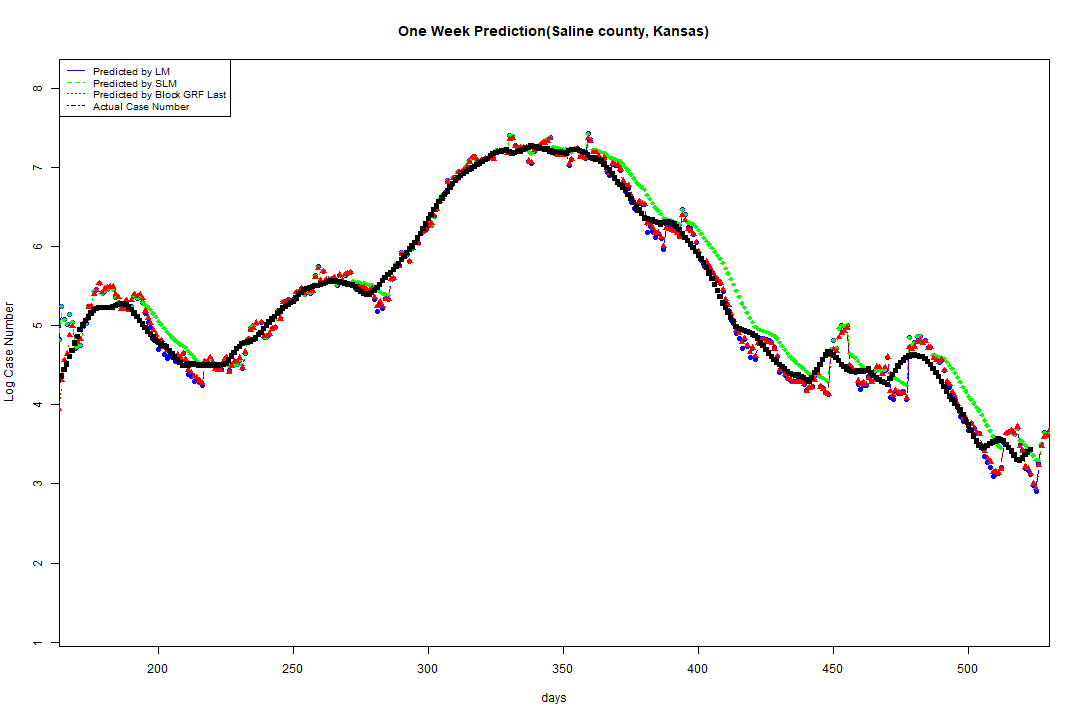 One Week Prediction(Saline county, Kansas)
Predicted by LM
Predicted by SLM
Predicted by Block GRF Last
Actual Case Number
8
7
6
5
4
3
2
1
Log Case Number
200 250 300 350 400 450 500
days